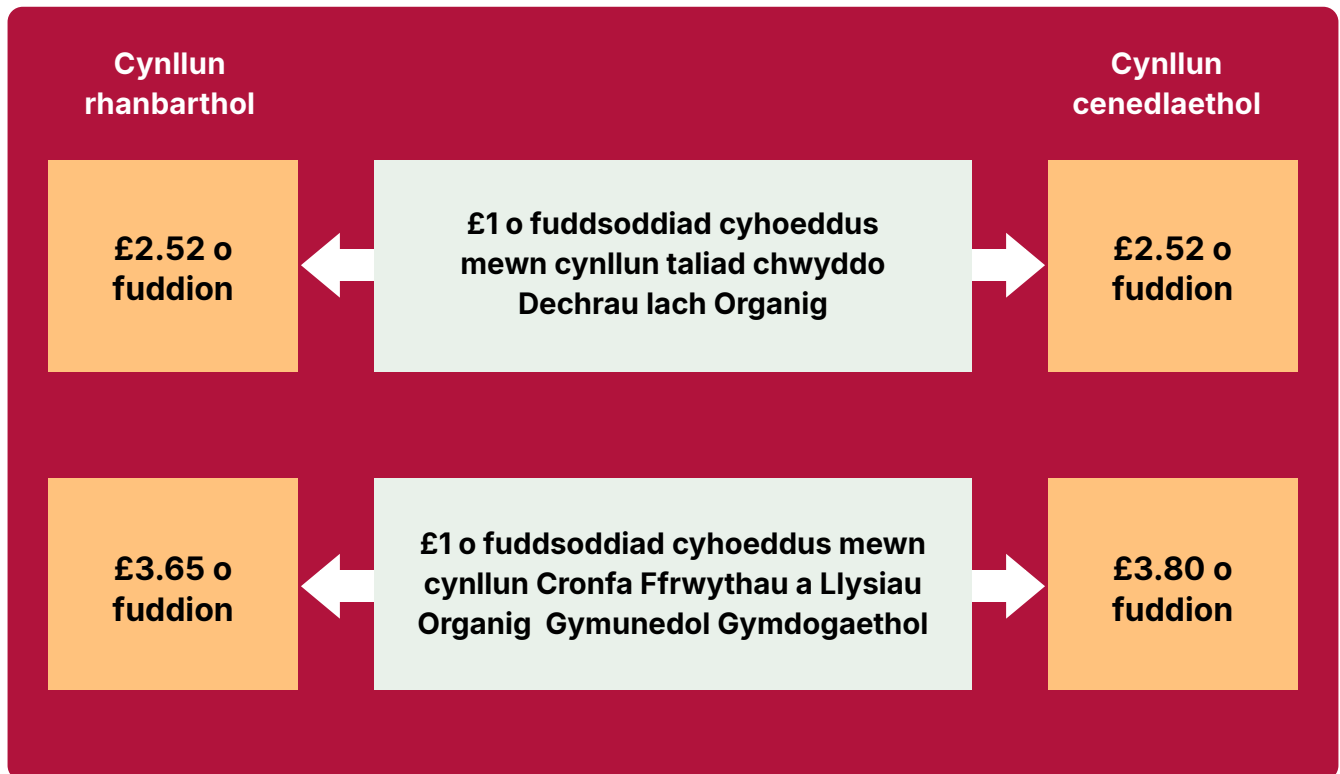 Cynllun
rhanbarthol
Cynllun
cenedlaethol
£2.52 o
fuddion
£1 o fuddsoddiad cyhoeddus
mewn cynllun taliad chwyddo
Dechrau Iach Organig
£2.52 o
fuddion
£3.65 o
fuddion
£1 o fuddsoddiad cyhoeddus mewn
cynllun Cronfa Ffrwythau a Llysiau
Organig  Gymunedol Gymdogaethol
£3.80 o
fuddion